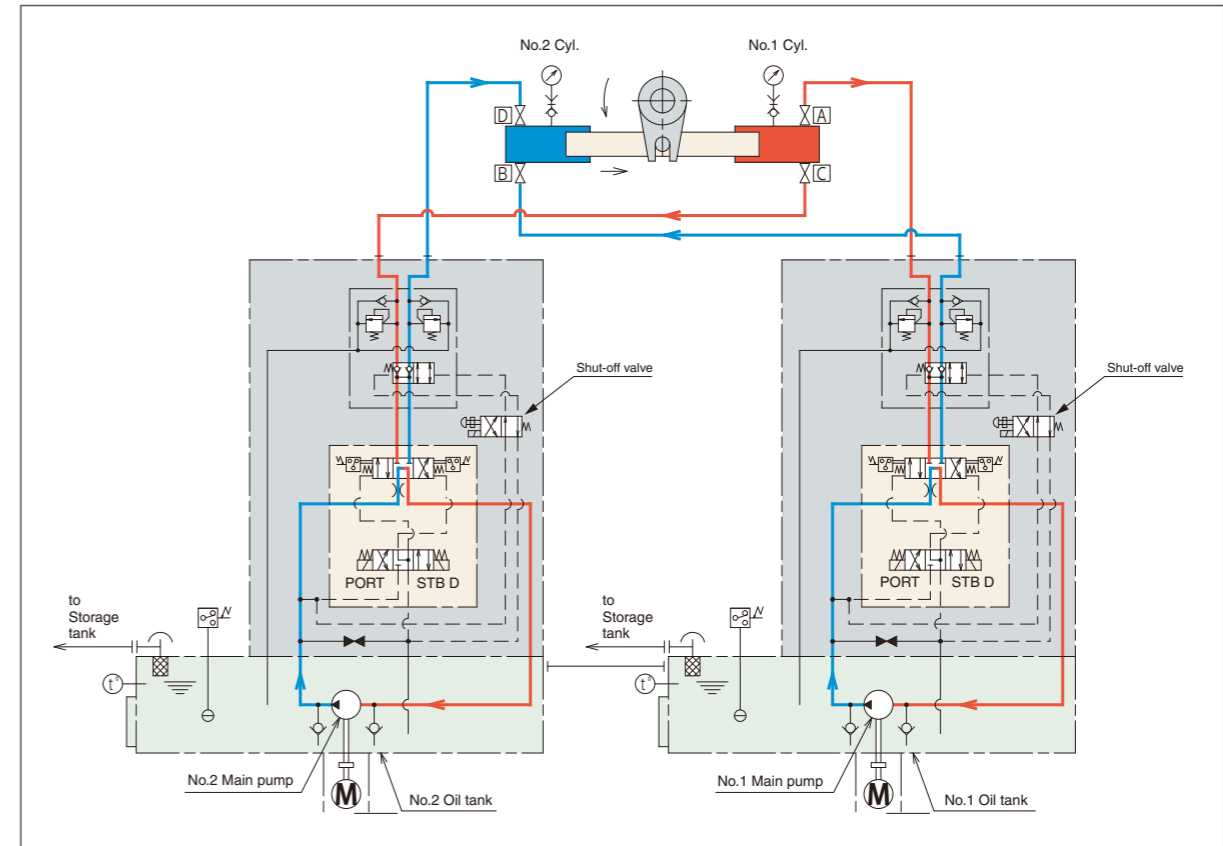 No.2 Cyl.
No.1 Cyl.
D
A
B
C
Shut-off valve
Shut-off valve
PORT
STB D
PORT
STB D
to
Storage
tank
to
Storage
tank
t°
t°
No.2 Main pump
M
No.2 Oil tank
No.1 Main pump
M
No.1 Oil tank